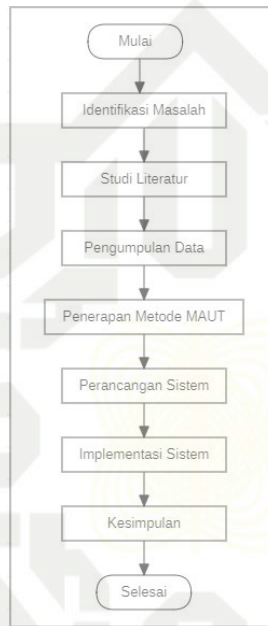 Mulai
Identifikasi Masalah
Studi Literatur
Pengumpulan Data
Penerapan Metode MAUT
Perancangan Sistem
Implementasi Sistem
Kesimpulan
Selesai